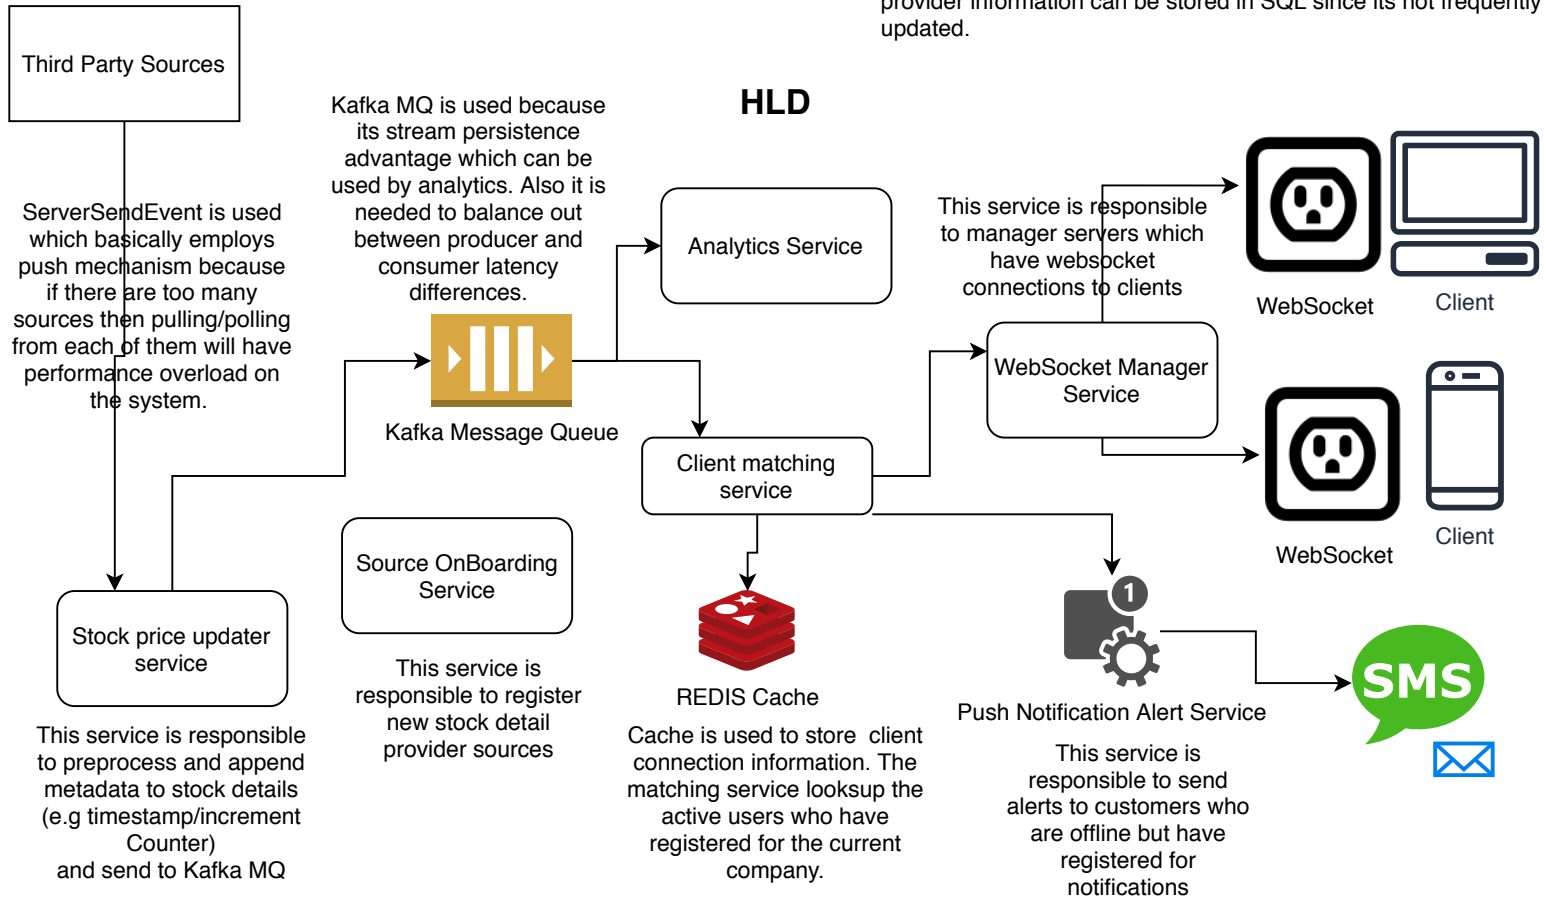 provider information can be stored in SQL since its not frequently
updated.
Third Party Sources
HLD
Kafka MQ is used because
its stream persistence
advantage which can be
used by analytics. Also it is
needed to balance out
between producer and
consumer latency
differences.
ServerSendEvent is used
which basically employs
push mechanism because
if there are too many
sources then pulling/polling
from each of them will have
performance overload on
the system.
Analytics Service
This service is responsible
to manager servers which
have websocket
connections to clients
WebSocket
Client
Kafka Message Queue
WebSocket Manager
Service
Client matching
service
WebSocket
Client
Source OnBoarding
Service
This service is
responsible to register
new stock detail
provider sources
Stock price updater
service
This service is responsible
to preprocess and append
metadata to stock details
(e.g timestamp/increment
Counter)
and send to Kafka MQ
REDIS Cache
Cache is used to store  client
connection information. The
matching service looksup the
active users who have
registered for the current
company.
1
Push Notification Alert Service
This service is
responsible to send
alerts to customers who
are offline but have
registered for
notifications
SMS